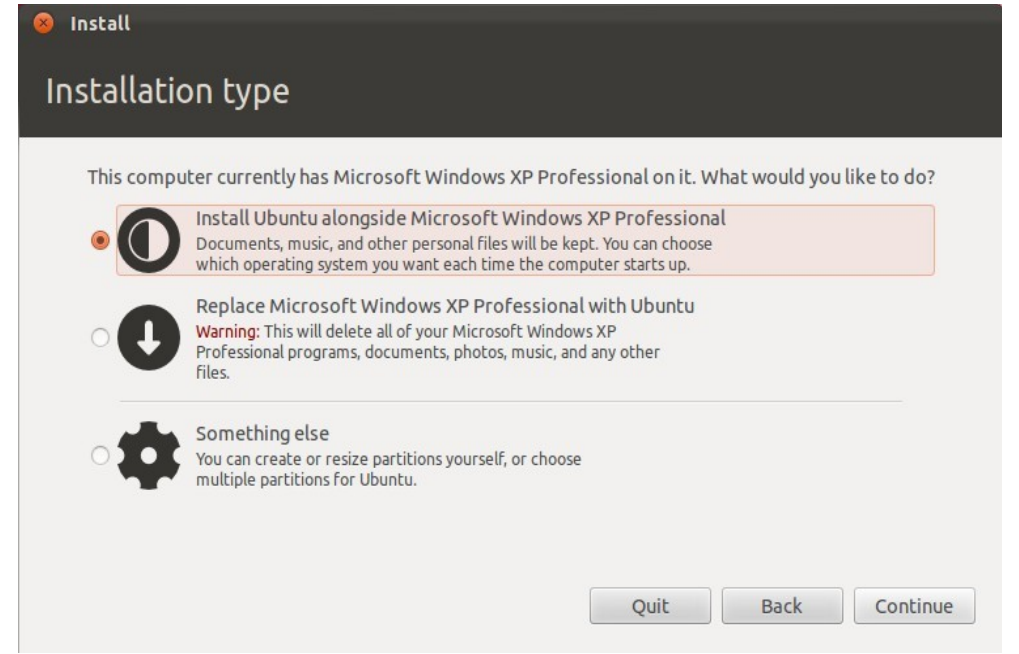 Install
Installation type
This computer currently has Microsoft Windows XP Professional on it. What would you like to do?
Install Ubuntu alongside Microsoft Windows XP Professional
Documents, music, and other personal files will be kept. You can choose
which operating system you want each time the computer starts up.
Replace Microsoft Windows XP Professional with Ubuntu
Warning: This will delete all of your Microsoft Windows XP
Professional programs, documents, photos, music, and any other
files.
Something else
You can create or resize partitions yourself, or choose
multiple partitions for Ubuntu.
Quit Back Continue